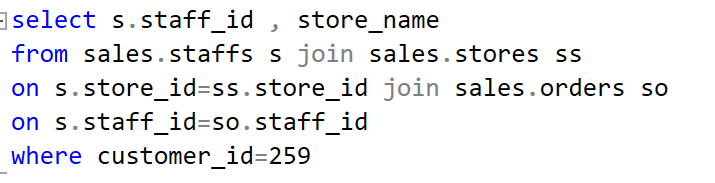 select s.staff_id , store_name
from sales.staffs s join sales.stores ss
on s.store_id=ss.store_id join sales.orders so
on s.staff_id=so.staff_id
where customer_id=259